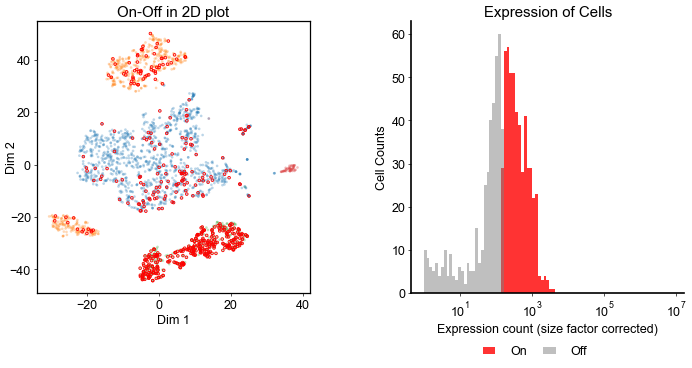 On-Off in 2D plot
40
20
0
−20
−40
Dim 2
−20
0
20
40
Dim 1
Expression of Cells
60
50
40
30
20
10
0
Cell Counts
10^1
10^3
10^5
10^7
Expression count (size factor corrected)
On Off